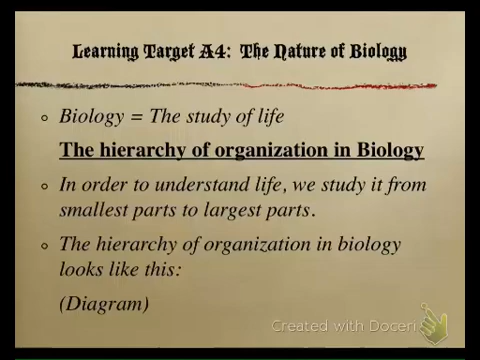 Learning Target A4: The Nature of Biology
Biology = The study of life
The hierarchy of organization in Biology
In order to understand life, we study it from
smallest parts to largest parts.
The hierarchy of organization in biology
looks like this:
(Diagram)
Created with Doceri